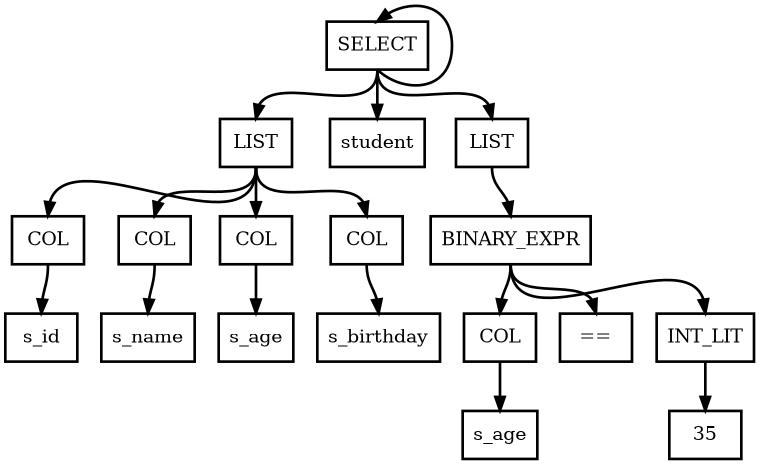 SELECT
LIST
student
LIST
COL
COL
COL
COL
BINARY_EXPR
s_id
s_name
s_age
s_birthday
COL
==
INT_LIT
s_age
35